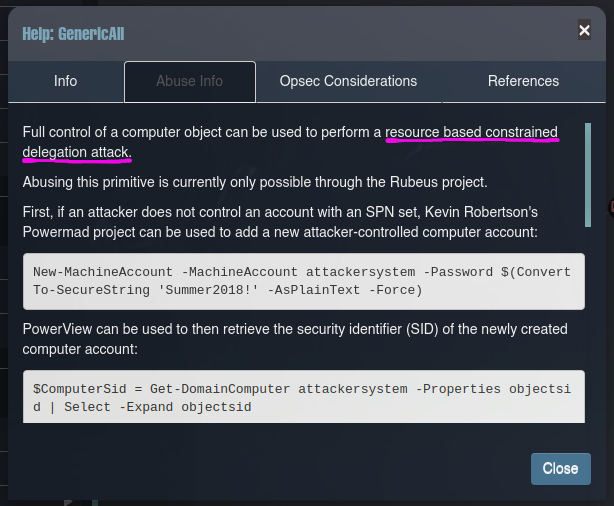 Help: GenericAll
×
Info
Abuse Info
Opsec Considerations
References
Full control of a computer object can be used to perform a resource based constrained
delegation attack.
Abusing this primitive is currently only possible through the Rubeus project.
First, if an attacker does not control an account with an SPN set, Kevin Robertson's
Powermad project can be used to add a new attacker-controlled computer account:
New-MachineAccount -MachineAccount attackersystem -Password $(Convert
To-SecureString 'Summer2018!' -AsPlainText -Force)
PowerView can be used to then retrieve the security identifier (SID) of the newly created
computer account:
$ComputerSid = Get-DomainComputer attackersystem -Properties objectsi
d | Select -Expand objectsid
Close